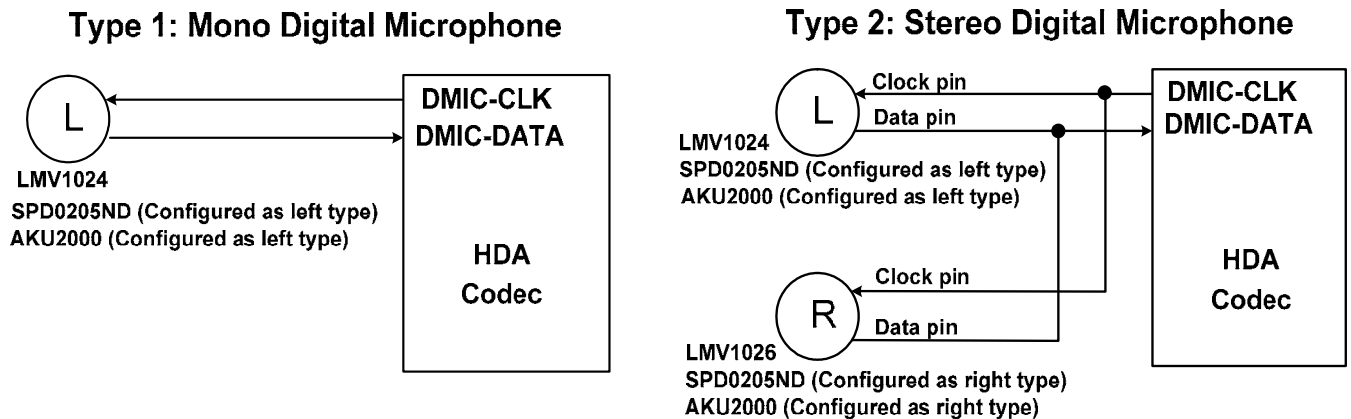 Type 1: Mono Digital Microphone
L
DMIC-CLK
DMIC-DATA
LMV1024
SPD0205ND (Configured as left type)
AKU2000 (Configured as left type)
HDA
Codec
Type 2: Stereo Digital Microphone
L
Clock pin
Data pin
DMIC-CLK
DMIC-DATA
LMV1024
SPD0205ND (Configured as left type)
AKU2000 (Configured as left type)
HDA
Codec
R
Clock pin
Data pin
LMV1026
SPD0205ND (Configured as right type)
AKU2000 (Configured as right type)